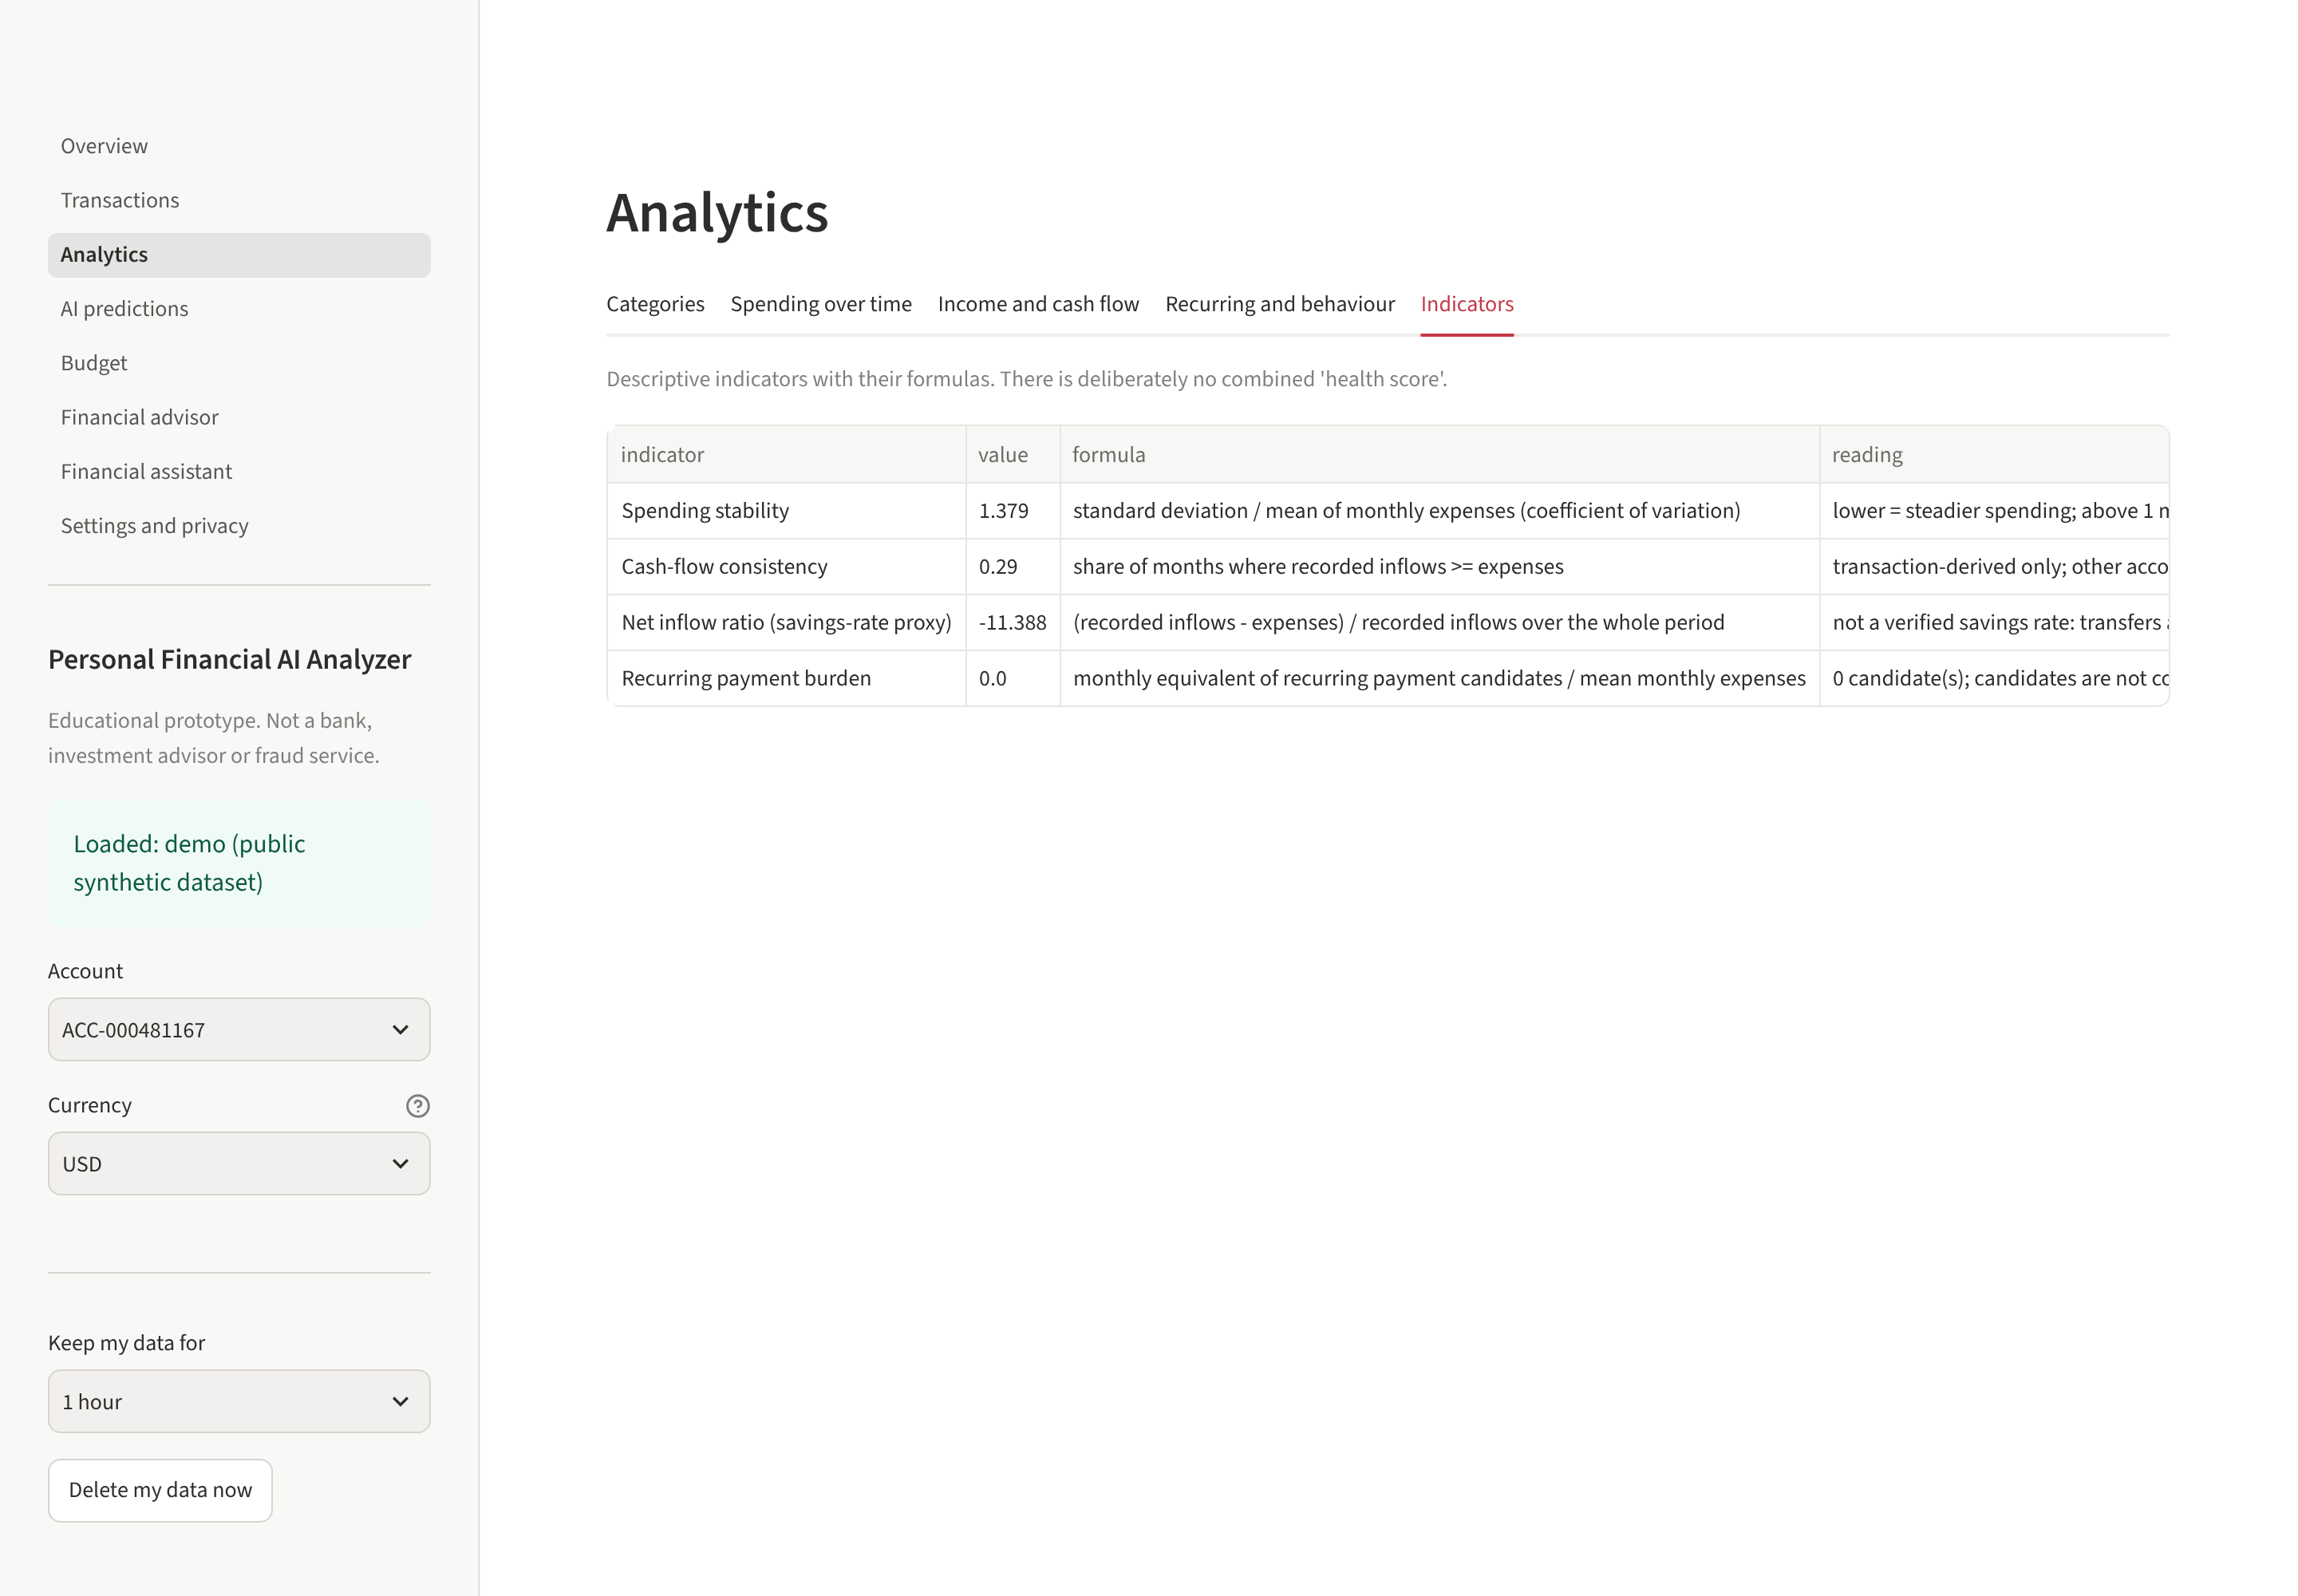 Overview
Transactions
Analytics
AI predictions
Budget
Financial advisor
Financial assistant
Settings and privacy
Personal Financial AI Analyzer
Educational prototype. Not a bank,
investment advisor or fraud service.
Loaded: demo (public
synthetic dataset)
Account
ACC-000481167
Currency
USD
Keep my data for
1 hour
Delete my data now
Analytics
Categories Spending over time Income and cash flow Recurring and behaviour Indicators
Descriptive indicators with their formulas. There is deliberately no combined 'health score'.
indicator value formula reading
Spending stability 1.379 standard deviation / mean of monthly expenses (coefficient of variation) lower = steadier spending; above 1
Cash-flow consistency 0.29 share of months where recorded inflows >= expenses transaction-derived only; other
Net inflow ratio (savings-rate proxy) -11.388 (recorded inflows - expenses) / recorded inflows over the whole period not a verified savings rate: transfers
Recurring payment burden 0.0 monthly equivalent of recurring payment candidates / mean monthly expenses 0 candidate(s); candidates are not